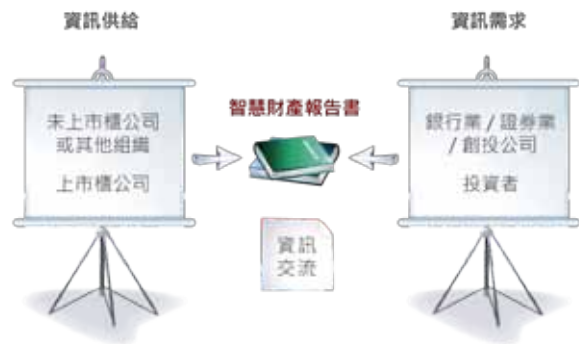 資訊供給
資訊需求
未上市櫃公司
或其他組織
上市櫃公司
智慧財產報告書
銀行業 / 證券業
/ 創投公司
投資者
資訊
交流